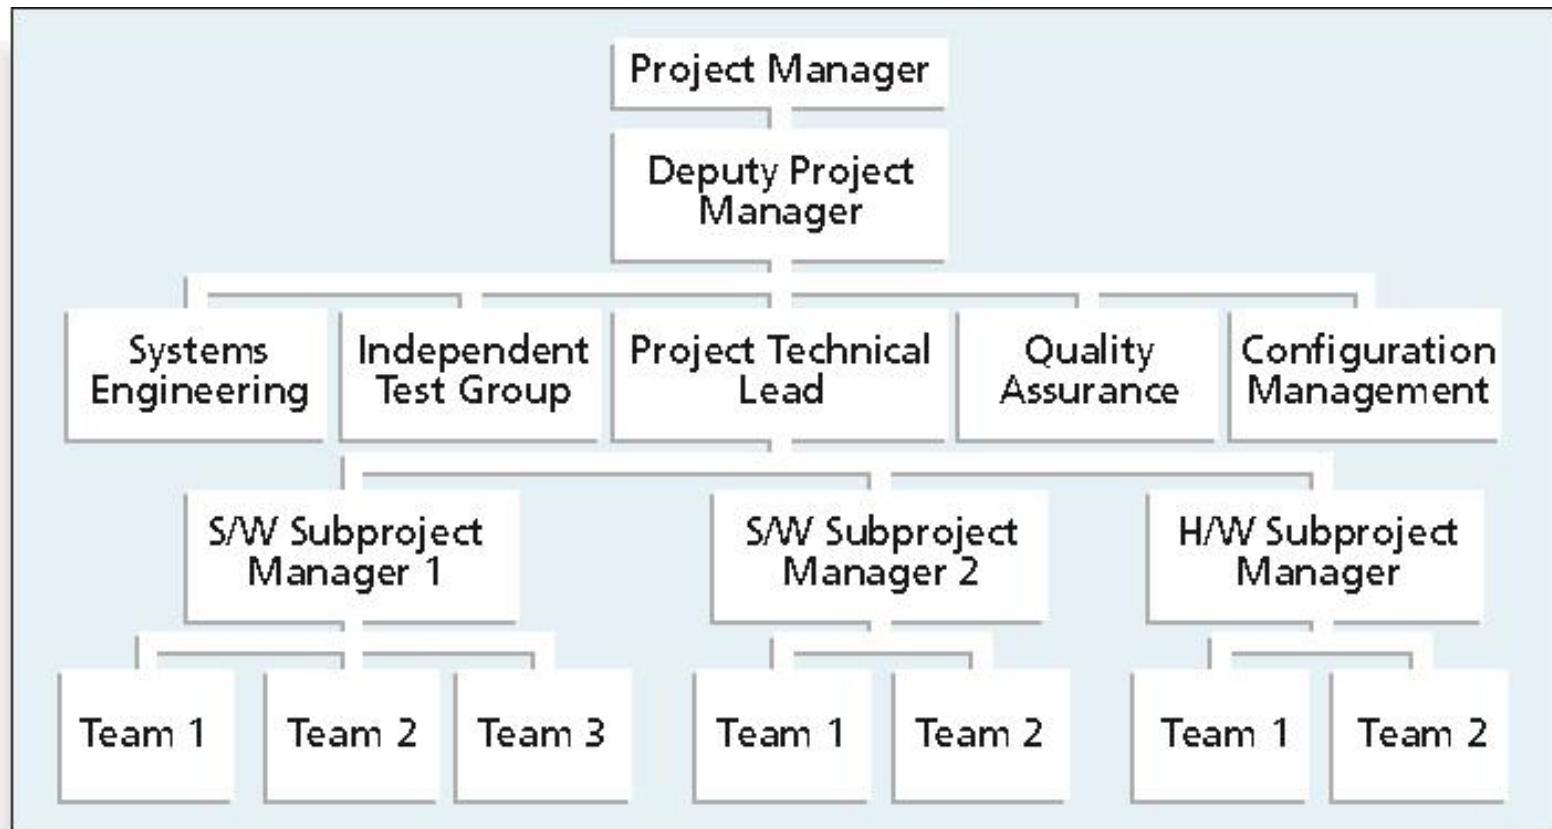 Project Manager
Deputy Project
Manager
Systems
Engineering
Independent
Test Group
Project Technical
Lead
Quality
Assurance
Configuration
Management
S/W Subproject
Manager 1
S/W Subproject
Manager 2
H/W Subproject
Manager
Team 1
Team 2
Team 3
Team 1
Team 2
Team 1
Team 2